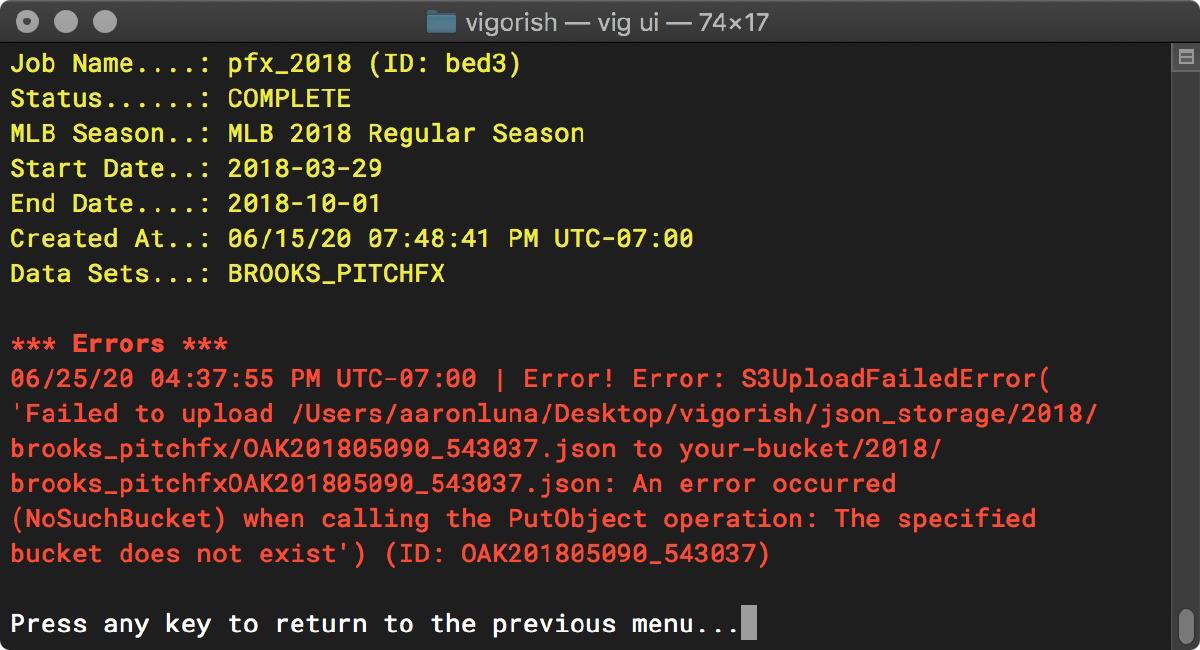 vigorish — vig ui — 74×17
Job Name....: pfx_2018 (ID: bed3)
Status......: COMPLETE
MLB Season..: MLB 2018 Regular Season
Start Date..: 2018-03-29
End Date....: 2018-10-01
Created At..: 06/15/20 07:48:41 PM UTC-07:00
Data Sets...: BROOKS_PITCHFX
*** Errors ***
06/25/20 04:37:55 PM UTC-07:00 | Error! Error: S3UploadFailedError(
'Failed to upload /Users/aaronluna/Desktop/vigorish/json_storage/2018/
brooks_pitchfx/OAK201805090_543037.json to your-bucket/2018/
brooks_pitchfxOAK201805090_543037.json: An error occurred
(NoSuchBucket) when calling the PutObject operation: The specified
bucket does not exist') (ID: OAK201805090_543037)
Press any key to return to the previous menu...